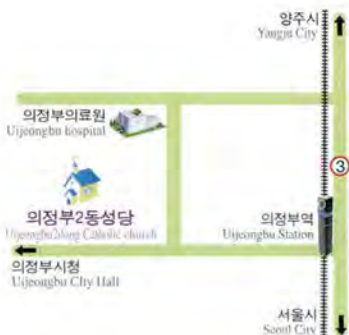 양주시
Yangju City
의정부의료원
Uijeongbu hospital
③
의정부2동성당
Uijeongbu2dong Catholic church
의정부역
Uijeongbu Station
의정부시청
Uijeongbu City Hall
서울시
Seoul City